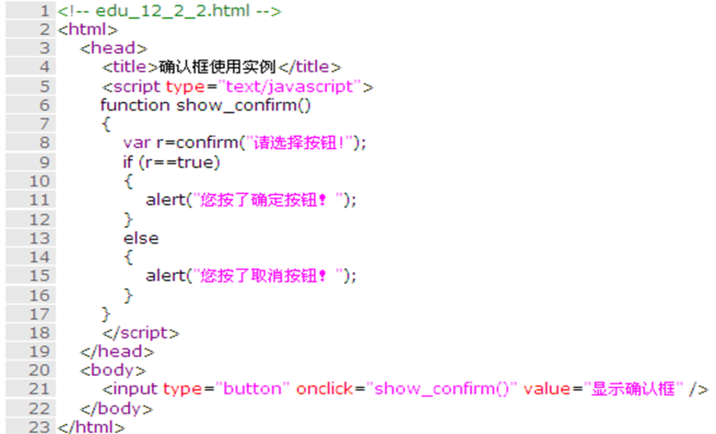 1 <!-- edu_12_2_2.html -->
2 <html>
3 <head>
4 <title>确认框使用实例</title>
5 <script type="text/javascript">
6 function show_confirm()
7 {
8 var r=confirm("请选择按钮!");
9 if (r==true)
10 {
11 alert("您按了确定按钮！");
12 }
13 else
14 {
15 alert("您按了取消按钮！");
16 }
17 }
18 </script>
19 </head>
20 <body>
21 <input type="button" onclick="show_confirm()" value="显示确认框" />
22 </body>
23 </html>